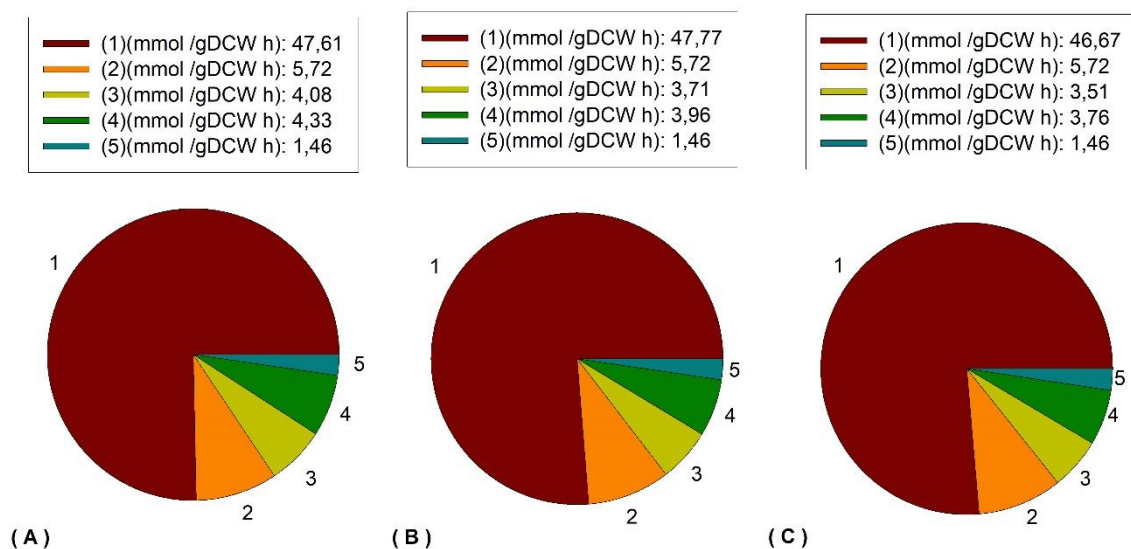 (1)(mmol /gDCW h): 47,61
(2)(mmol /gDCW h): 5,72
(3)(mmol /gDCW h): 4,08
(4)(mmol /gDCW h): 4,33
(5)(mmol /gDCW h): 1,46
(1)(mmol /gDCW h): 47,77
(2)(mmol /gDCW h): 5,72
(3)(mmol /gDCW h): 3,71
(4)(mmol /gDCW h): 3,96
(5)(mmol /gDCW h): 1,46
(1)(mmol /gDCW h): 46,67
(2)(mmol /gDCW h): 5,72
(3)(mmol /gDCW h): 3,51
(4)(mmol /gDCW h): 3,76
(5)(mmol /gDCW h): 1,46
1
5
4
3
2
( A )
1
5
4
3
2
( B )
1
5
4
3
2
( C )